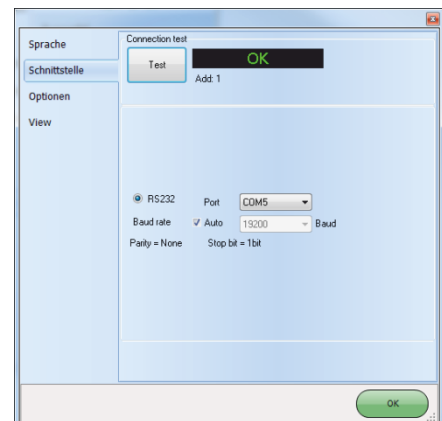 Sprache
Schnittstelle
Optionen
View
Connection test
Test
OK
Add: 1
RS232 Port COM5
Baud rate Auto 19200 Baud
Parity = None Stop bit = 1bit
OK